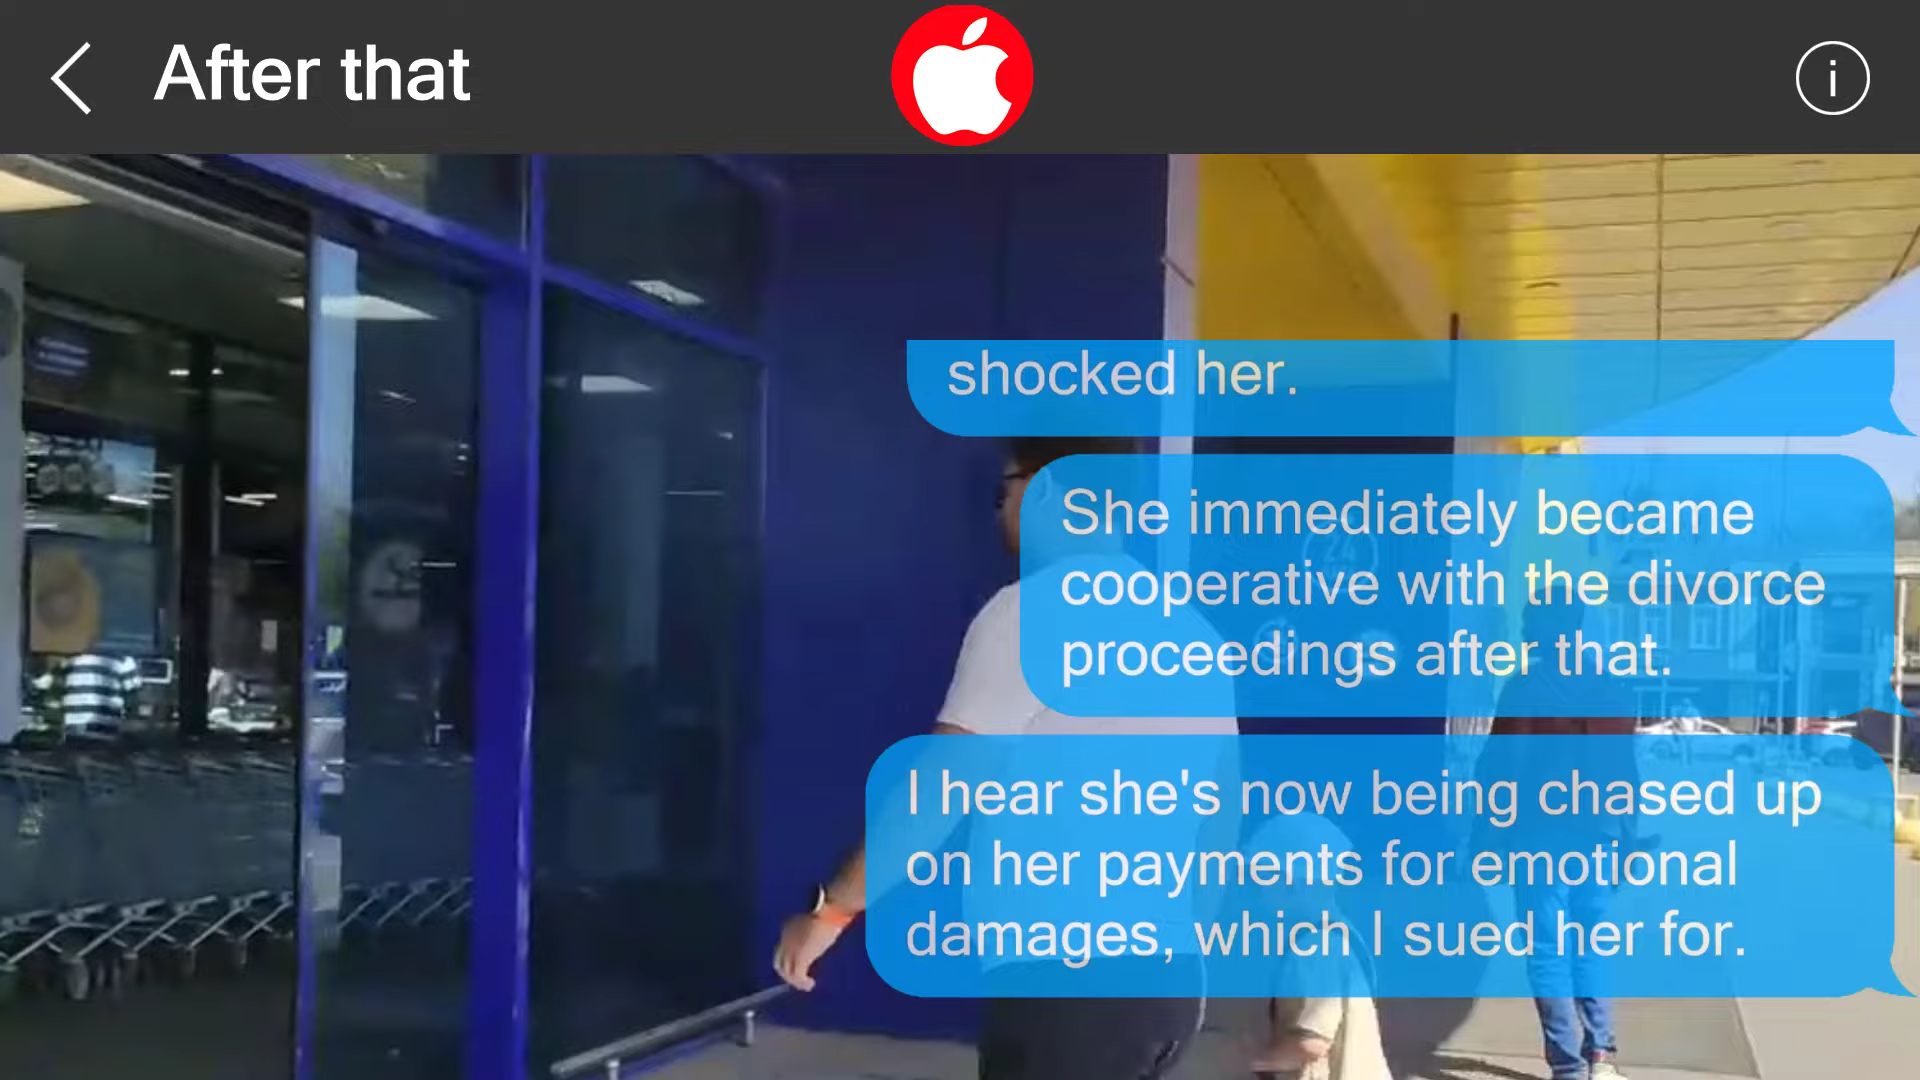 After that
shocked her.
She immediately became
cooperative with the divorce
proceedings after that.
I hear she's now being chased up
on her payments for emotional
damages, which I sued her for.